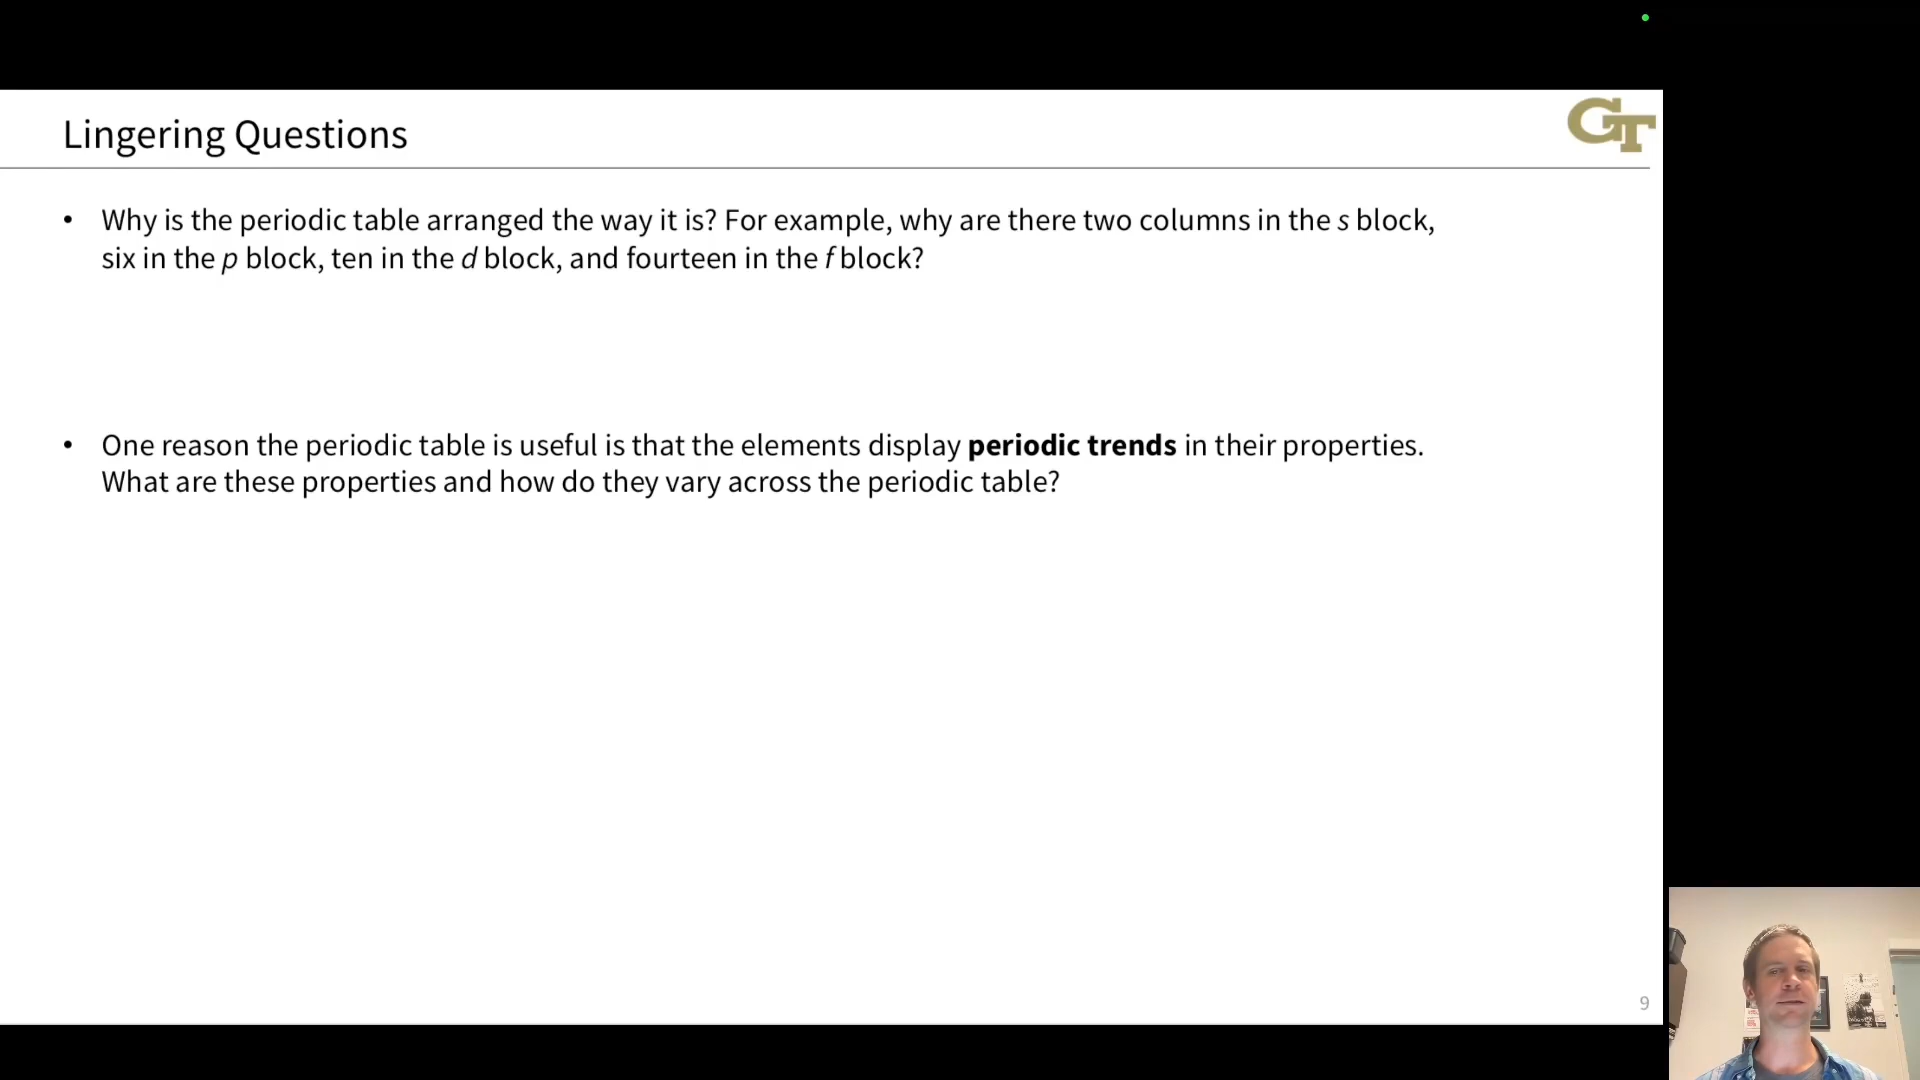 Lingering Questions
GT
• Why is the periodic table arranged the way it is? For example, why are there two columns in the s block,
six in the p block, ten in the d block, and fourteen in the f block?
• One reason the periodic table is useful is that the elements display periodic trends in their properties.
What are these properties and how do they vary across the periodic table?
9